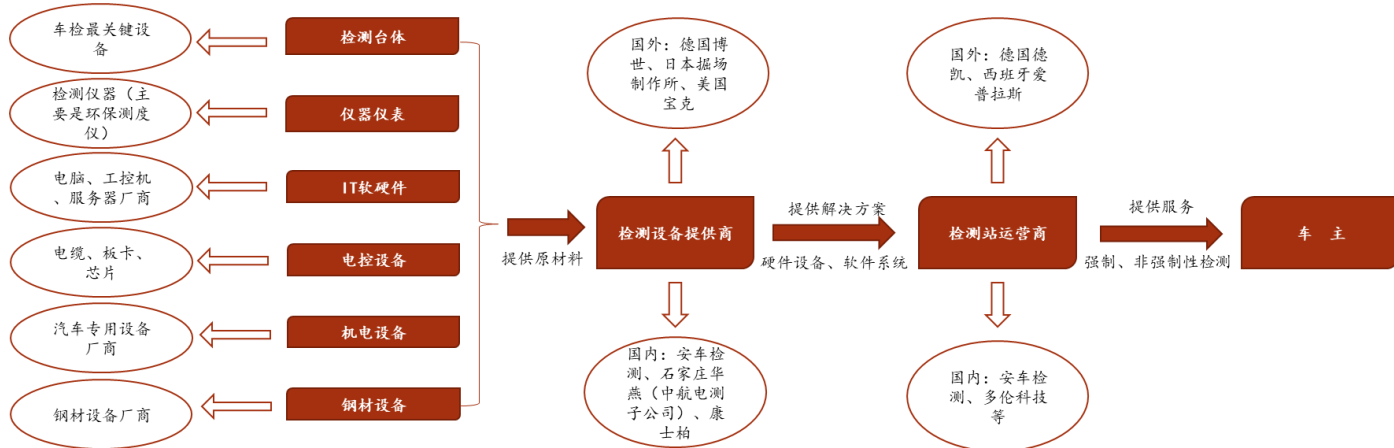 车检最关键设
备
检测台体
检测仪器（主
要是环保测度
仪）
仪器仪表
电脑、工控机
、服务器厂商
IT软硬件
电缆、板卡、
芯片
电控设备
汽车专用设备
厂商
机电设备
钢材设备厂商
钢材设备
提供原材料
国外：德国博
世、日本掘场
制作所、美国
宝克
检测设备提供商
国内：安车检
测、石家庄华
燕（中航电测
子公司）、康
士柏
提供解决方案
硬件设备、软件系统
国外：德国德
凯、西班牙爱
普拉斯
检测站运营商
国内：安车检
测、多伦科技
等
提供服务
强制、非强制性检测
车 主